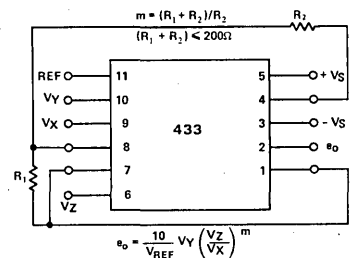 m = (R₁ + R₂)/R₂
(R₁ + R₂) ≤ 200Ω
R₂
REF 11 5 + VS
VY 10 4
VX 9 433 3 – VS
8 2 eo
7 1
R₁
VZ 6
eo = 10/VREF VY (VZ/VX)ᵐ